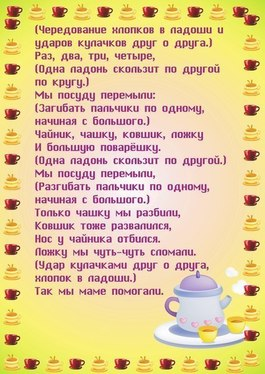 (Чередование хлопков в ладоши и
ударов кулачков друг о друга.)
Раз, два, три, четыре,
(Одна ладонь скользит по другой
по кругу.)
Мы посуду перемыли:
(Загибать пальчики по одному,
начиная с большого.)
Чайник, чашку, ковшик, ложку
И большую поварёшку.
(Одна ладонь скользит по другой.)
Мы посуду перемыли,
(Разгибать пальчики по одному,
начиная с большого.)
Только чашку мы разбили,
Ковшик тоже развалился,
Нос у чайника отбился.
Ложку мы чуть-чуть сломали.
(Удар кулачками друг о друга,
хлопок в ладоши.)
Так мы маме помогали.